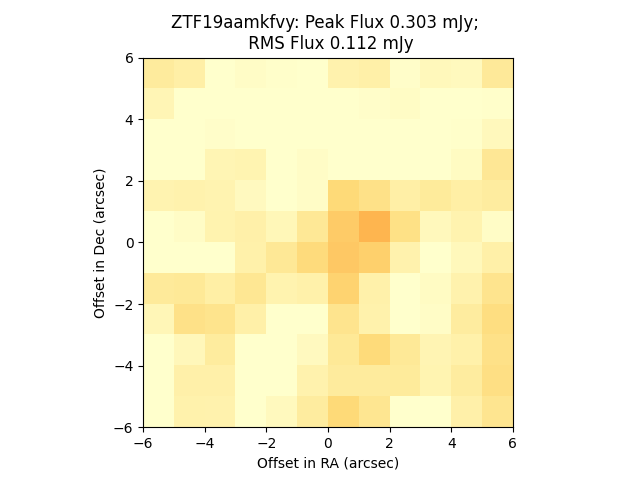 ZTF19aamkfvy: Peak Flux 0.303 mJy;
RMS Flux 0.112 mJy
6
4
2
0
−2
−4
−6
Offset in Dec (arcsec)
−6 −4 −2 0 2 4 6
Offset in RA (arcsec)